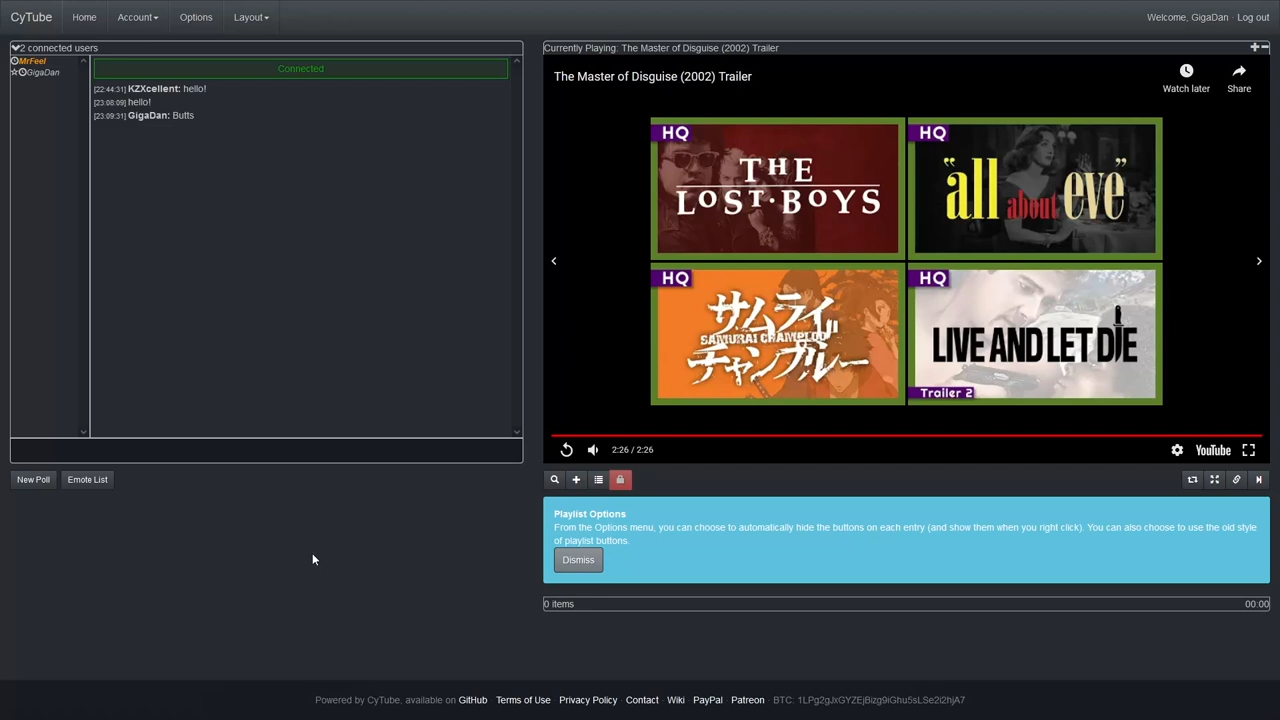 CyTube Home Account Options Layout Welcome, GigaDan · Log out
2 connected users
MrFeel
GigaDan
Connected
[22:44:31] KZXcellent: hello!
[23:08:09] hello!
[23:09:31] GigaDan: Butts
New Poll Emote List
Currently Playing: The Master of Disguise (2002) Trailer
The Master of Disguise (2002) Trailer
Watch later Share
HQ
THE
LOST·BOYS
HQ
"all about eve"
HQ
サムライ
SAMURAI CHAMPLOO
チャンプルー
HQ
LIVE AND LET DIE
Trailer 2
2:26 / 2:26 YouTube
Playlist Options
From the Options menu, you can choose to automatically hide the buttons on each entry (and show them when you right click). You can also choose to use the old style
of playlist buttons.
Dismiss
0 items 00:00
Powered by CyTube, available on GitHub · Terms of Use · Privacy Policy · Contact · Wiki · PayPal · Patreon · BTC: 1LPg2gJxGYZEjBizg9iGhu5sLSe2i2hjA7